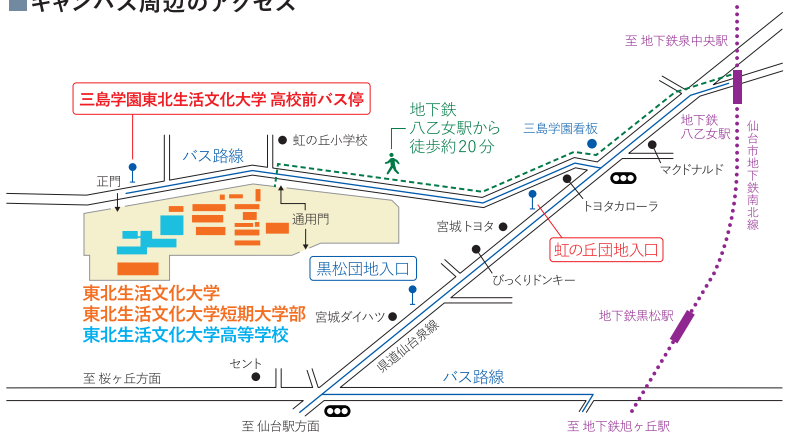 ■キャンパス周辺のアクセス
至 地下鉄泉中央駅
三島学園東北生活文化大学 高校前バス停
地下鉄
八乙女駅から
徒歩約20分
三島学園看板
地下鉄
八乙女駅
仙台市地下鉄南北線
虹の丘小学校
バス路線
マクドナルド
正門
トヨタカローラ
通用門
宮城トヨタ
虹の丘団地入口
黒松団地入口
びっくりドンキー
東北生活文化大学
東北生活文化大学短期大学部
東北生活文化大学高等学校
宮城ダイハツ
地下鉄黒松駅
県道仙台泉線
セント
至 桜ヶ丘方面
バス路線
至 仙台駅方面
至 地下鉄旭ヶ丘駅